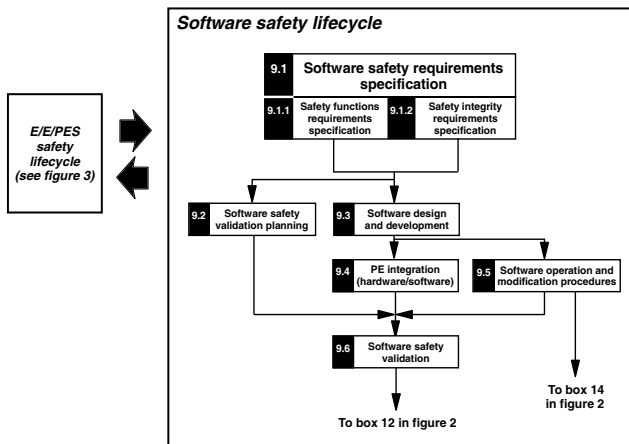 Software safety lifecycle
9.1
Software safety requirements
specification
9.1.1
Safety functions
requirements
specification
9.1.2
Safety integrity
requirements
specification
E/E/PES
safety
lifecycle
(see figure 3)
9.2
Software safety
validation planning
9.3
Software design
and development
9.4
PE integration
(hardware/software)
9.5
Software operation and
modification procedures
9.6
Software safety
validation
To box 14
in figure 2
To box 12 in figure 2